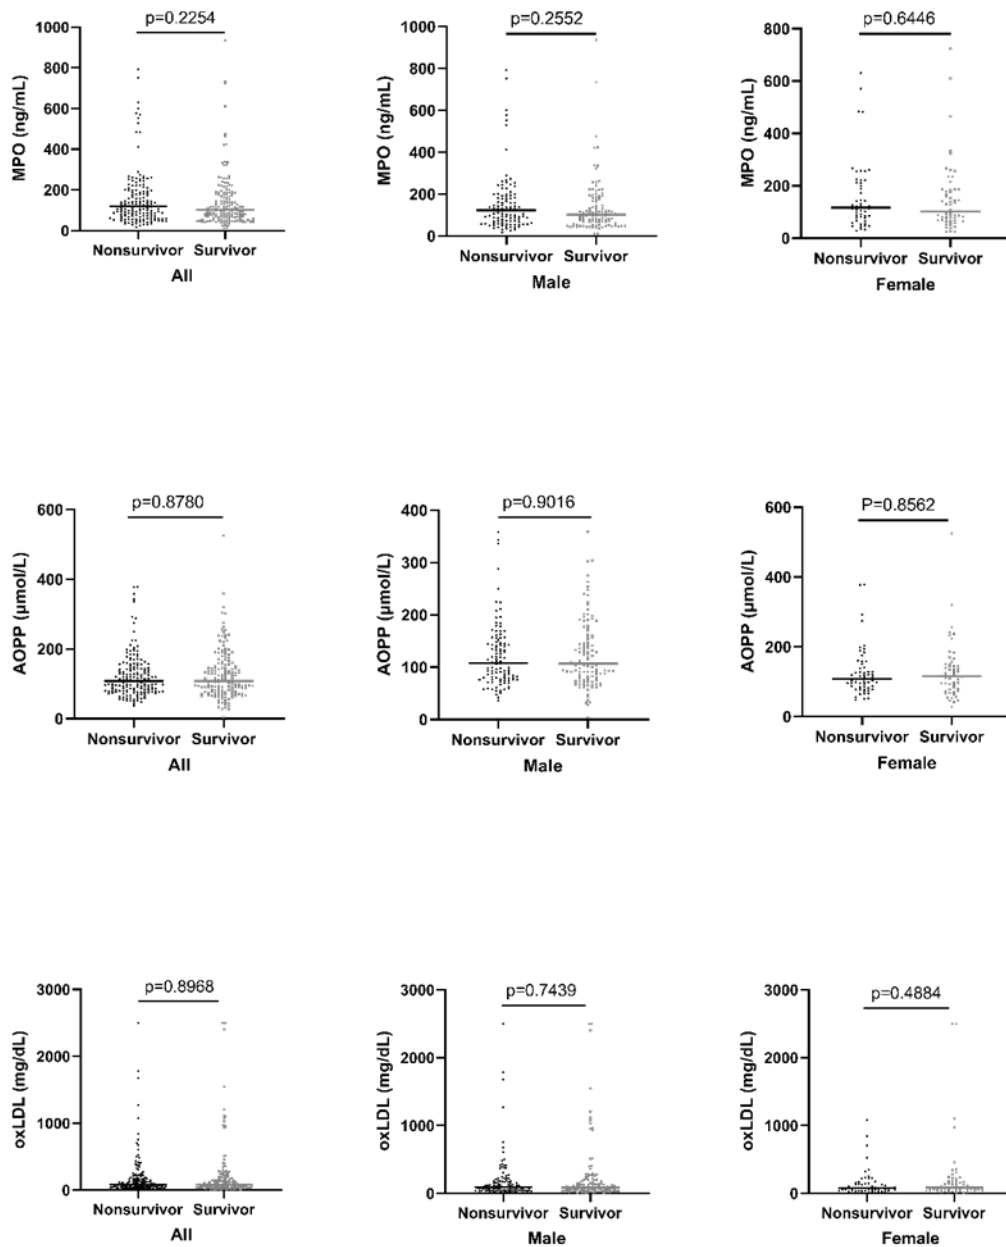 p=0.2254
1000
800
600
400
200
0
MPO (ng/mL)
Nonsurvivor Survivor
All
p=0.2552
1000
800
600
400
200
0
MPO (ng/mL)
Nonsurvivor Survivor
Male
p=0.6446
800
600
400
200
0
MPO (ng/mL)
Nonsurvivor Survivor
Female
p=0.8780
600
400
200
0
AOPP (μmol/L)
Nonsurvivor Survivor
All
p=0.9016
400
300
200
100
0
AOPP (μmol/L)
Nonsurvivor Survivor
Male
P=0.8562
600
400
200
0
AOPP (μmol/L)
Nonsurvivor Survivor
Female
p=0.8968
3000
2000
1000
0
oxLDL (mg/dL)
Nonsurvivor Survivor
All
p=0.7439
3000
2000
1000
0
oxLDL (mg/dL)
Nonsurvivor Survivor
Male
p=0.4884
3000
2000
1000
0
oxLDL (mg/dL)
Nonsurvivor Survivor
Female